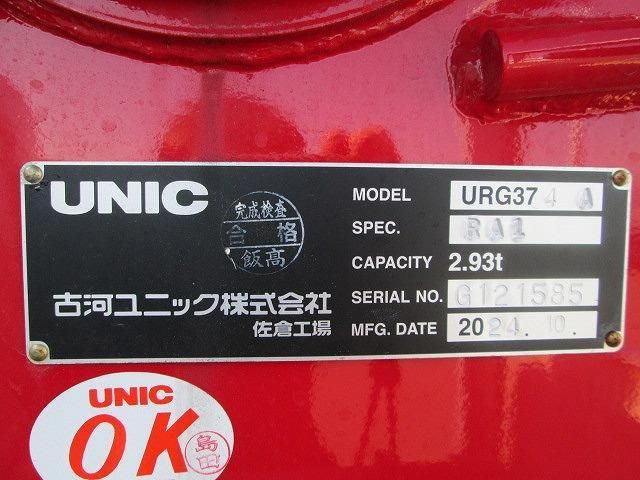 UNIC
完成検査
合格
飯高
古河ユニック株式会社
佐倉工場
MODEL URG374 A
SPEC. RA1
CAPACITY 2.93t
SERIAL NO. G121585
MFG. DATE 2024. 10.
UNIC
OK
島田